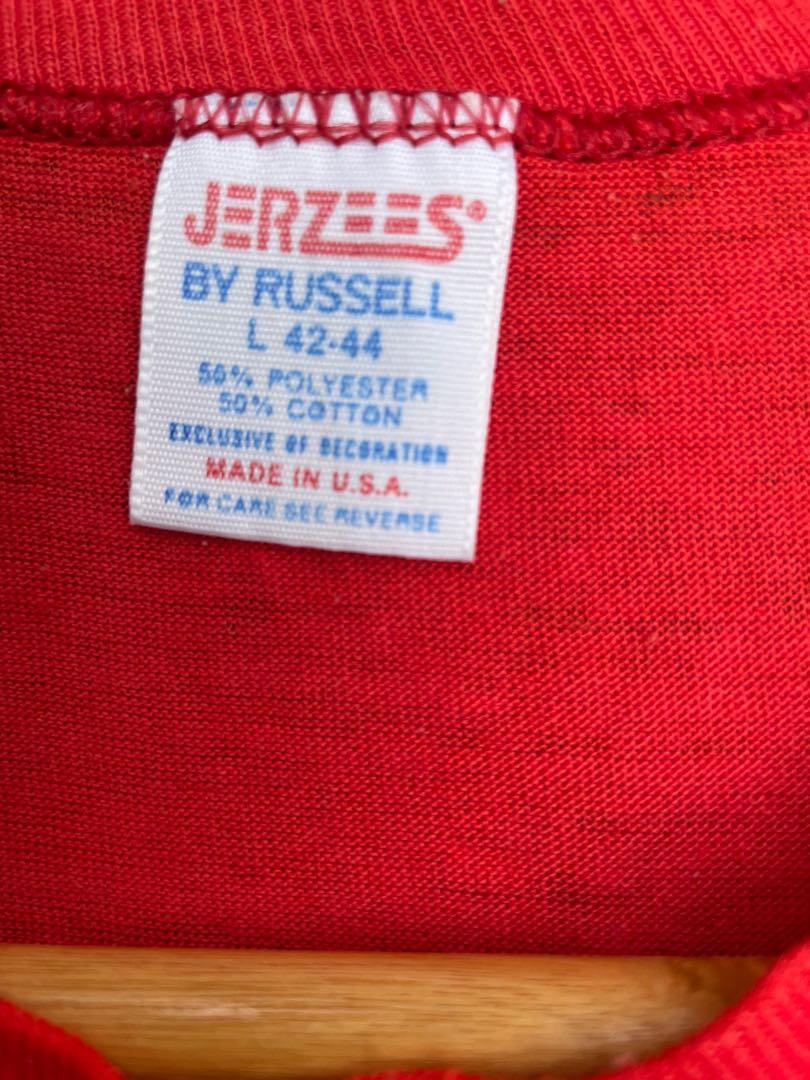 JERZEES®
BY RUSSELL
L 42-44
50% POLYESTER
50% COTTON
EXCLUSIVE OF DECORATION
MADE IN U.S.A.
FOR CARE SEE REVERSE